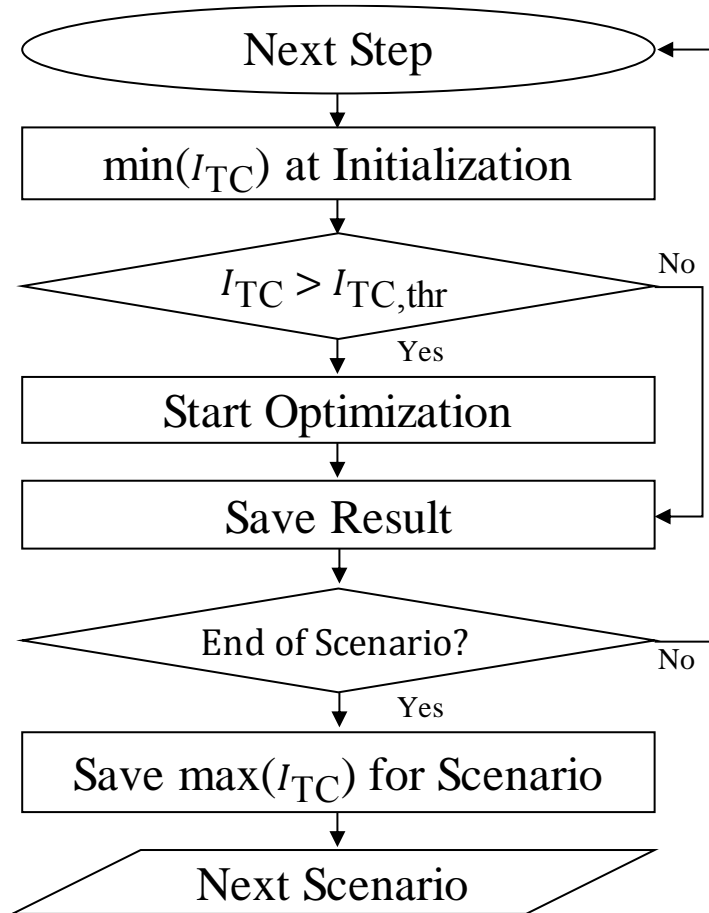 Next Step
min(I_TC) at Initialization
I_TC > I_TC,thr
No
Yes
Start Optimization
Save Result
End of Scenario?
No
Yes
Save max(I_TC) for Scenario
Next Scenario